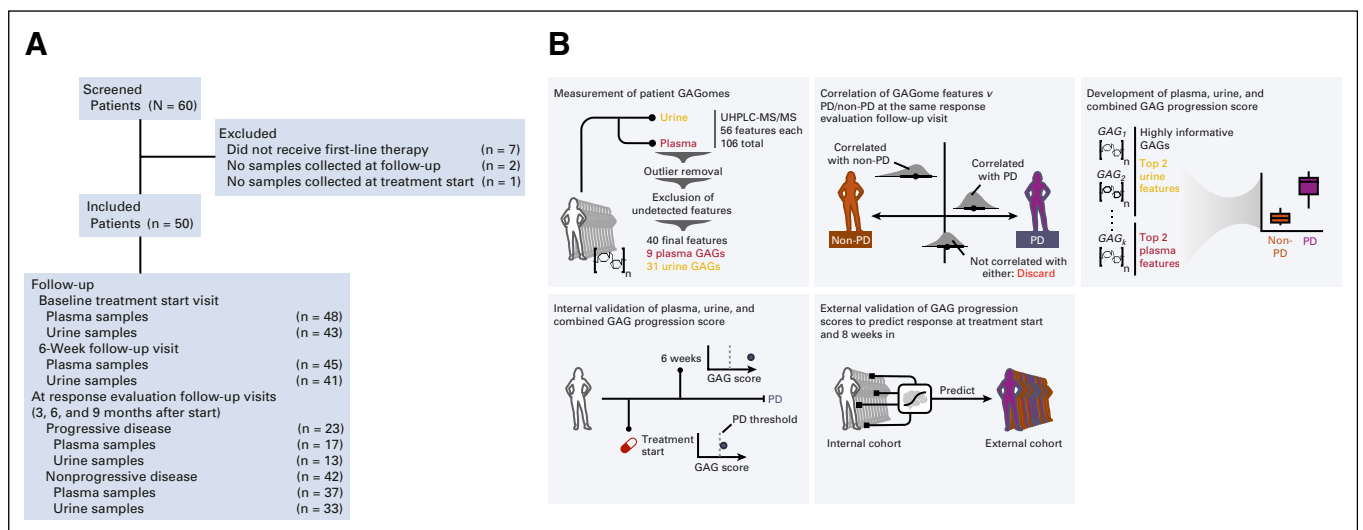 A
Screened
Patients (N = 60)
Excluded
Did not receive first-line therapy (n = 7)
No samples collected at follow-up (n = 2)
No samples collected at treatment start (n = 1)
Included
Patients (n = 50)
Follow-up
Baseline treatment start visit
Plasma samples (n = 48)
Urine samples (n = 43)
6-Week follow-up visit
Plasma samples (n = 45)
Urine samples (n = 41)
At response evaluation follow-up visits
(3, 6, and 9 months after start)
Progressive disease (n = 23)
Plasma samples (n = 17)
Urine samples (n = 13)
Nonprogressive disease (n = 42)
Plasma samples (n = 37)
Urine samples (n = 33)
B
Measurement of patient GAGomes
Urine
Plasma
UHPLC-MS/MS
56 features each
106 total
Outlier removal
Exclusion of
undetected features
40 final features
9 plasma GAGs
31 urine GAGs
n
Correlation of GAGome features v
PD/non-PD at the same response
evaluation follow-up visit
Correlated
with non-PD
Correlated
with PD
Non-PD
PD
Not correlated with
either: Discard
Development of plasma, urine, and
combined GAG progression score
GAG1
n
GAG2
n
GAGk
n
Highly informative
GAGs
Top 2
urine
features
Top 2
plasma
features
Non-
PD
PD
Internal validation of plasma, urine, and
combined GAG progression score
6 weeks
GAG score
PD
PD threshold
Treatment
start
GAG score
External validation of GAG progression
scores to predict response at treatment start
and 8 weeks in
Predict
Internal cohort
External cohort